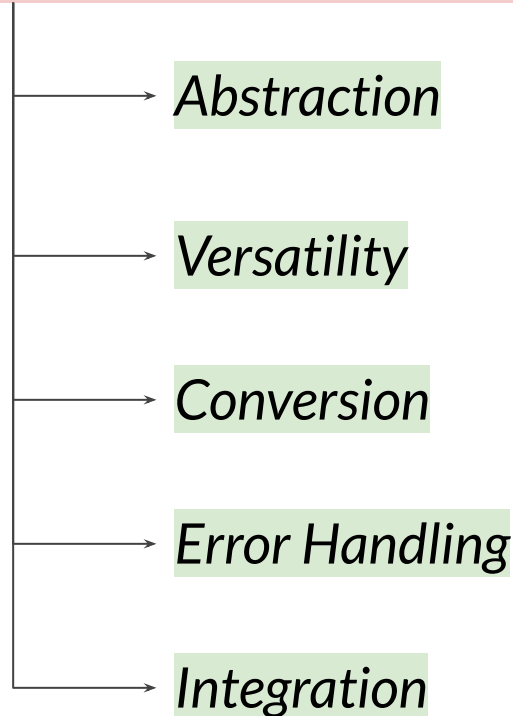 Abstraction
Versatility
Conversion
Error Handling
Integration